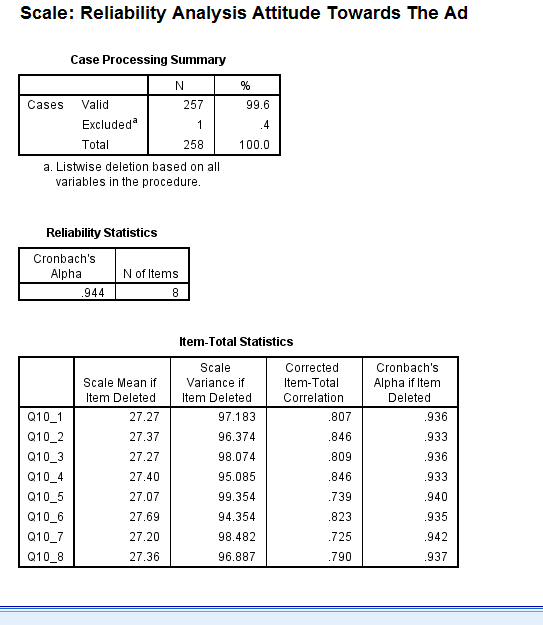 Scale: Reliability Analysis Attitude Towards The Ad
Case Processing Summary
N %
Cases Valid 257 99.6
Excludedᵃ 1 .4
Total 258 100.0
a. Listwise deletion based on all
variables in the procedure.
Reliability Statistics
Cronbach's
Alpha N of Items
.944 8
Item-Total Statistics
Scale Mean if
Item Deleted Scale
Variance if
Item Deleted Corrected
Item-Total
Correlation Cronbach's
Alpha if Item
Deleted
Q10_1 27.27 97.183 .807 .936
Q10_2 27.37 96.374 .846 .933
Q10_3 27.27 98.074 .809 .936
Q10_4 27.40 95.085 .846 .933
Q10_5 27.07 99.354 .739 .940
Q10_6 27.69 94.354 .823 .935
Q10_7 27.20 98.482 .725 .942
Q10_8 27.36 96.887 .790 .937